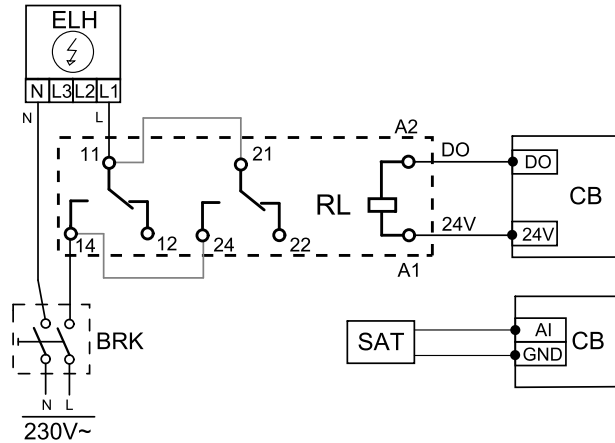 ELH
N L3 L2 L1
N L
A2
11 21 DO DO
RL CB
14 12 24 22 24V 24V
A1
BRK
SAT AI CB
GND
N L
230V~